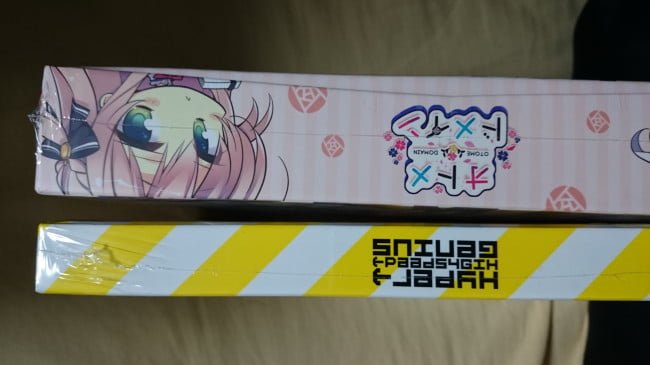 オトメ
OTOME DOMAIN
ドメイン
HYPER
HIGHSPEED
GENIUS